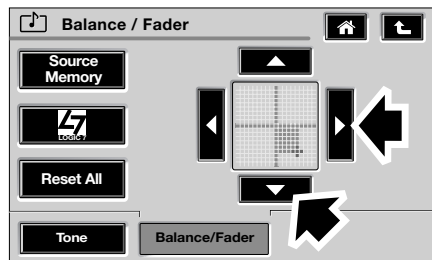 Balance / Fader
Source
Memory
LOGIC 7
Reset All
Tone
Balance/Fader